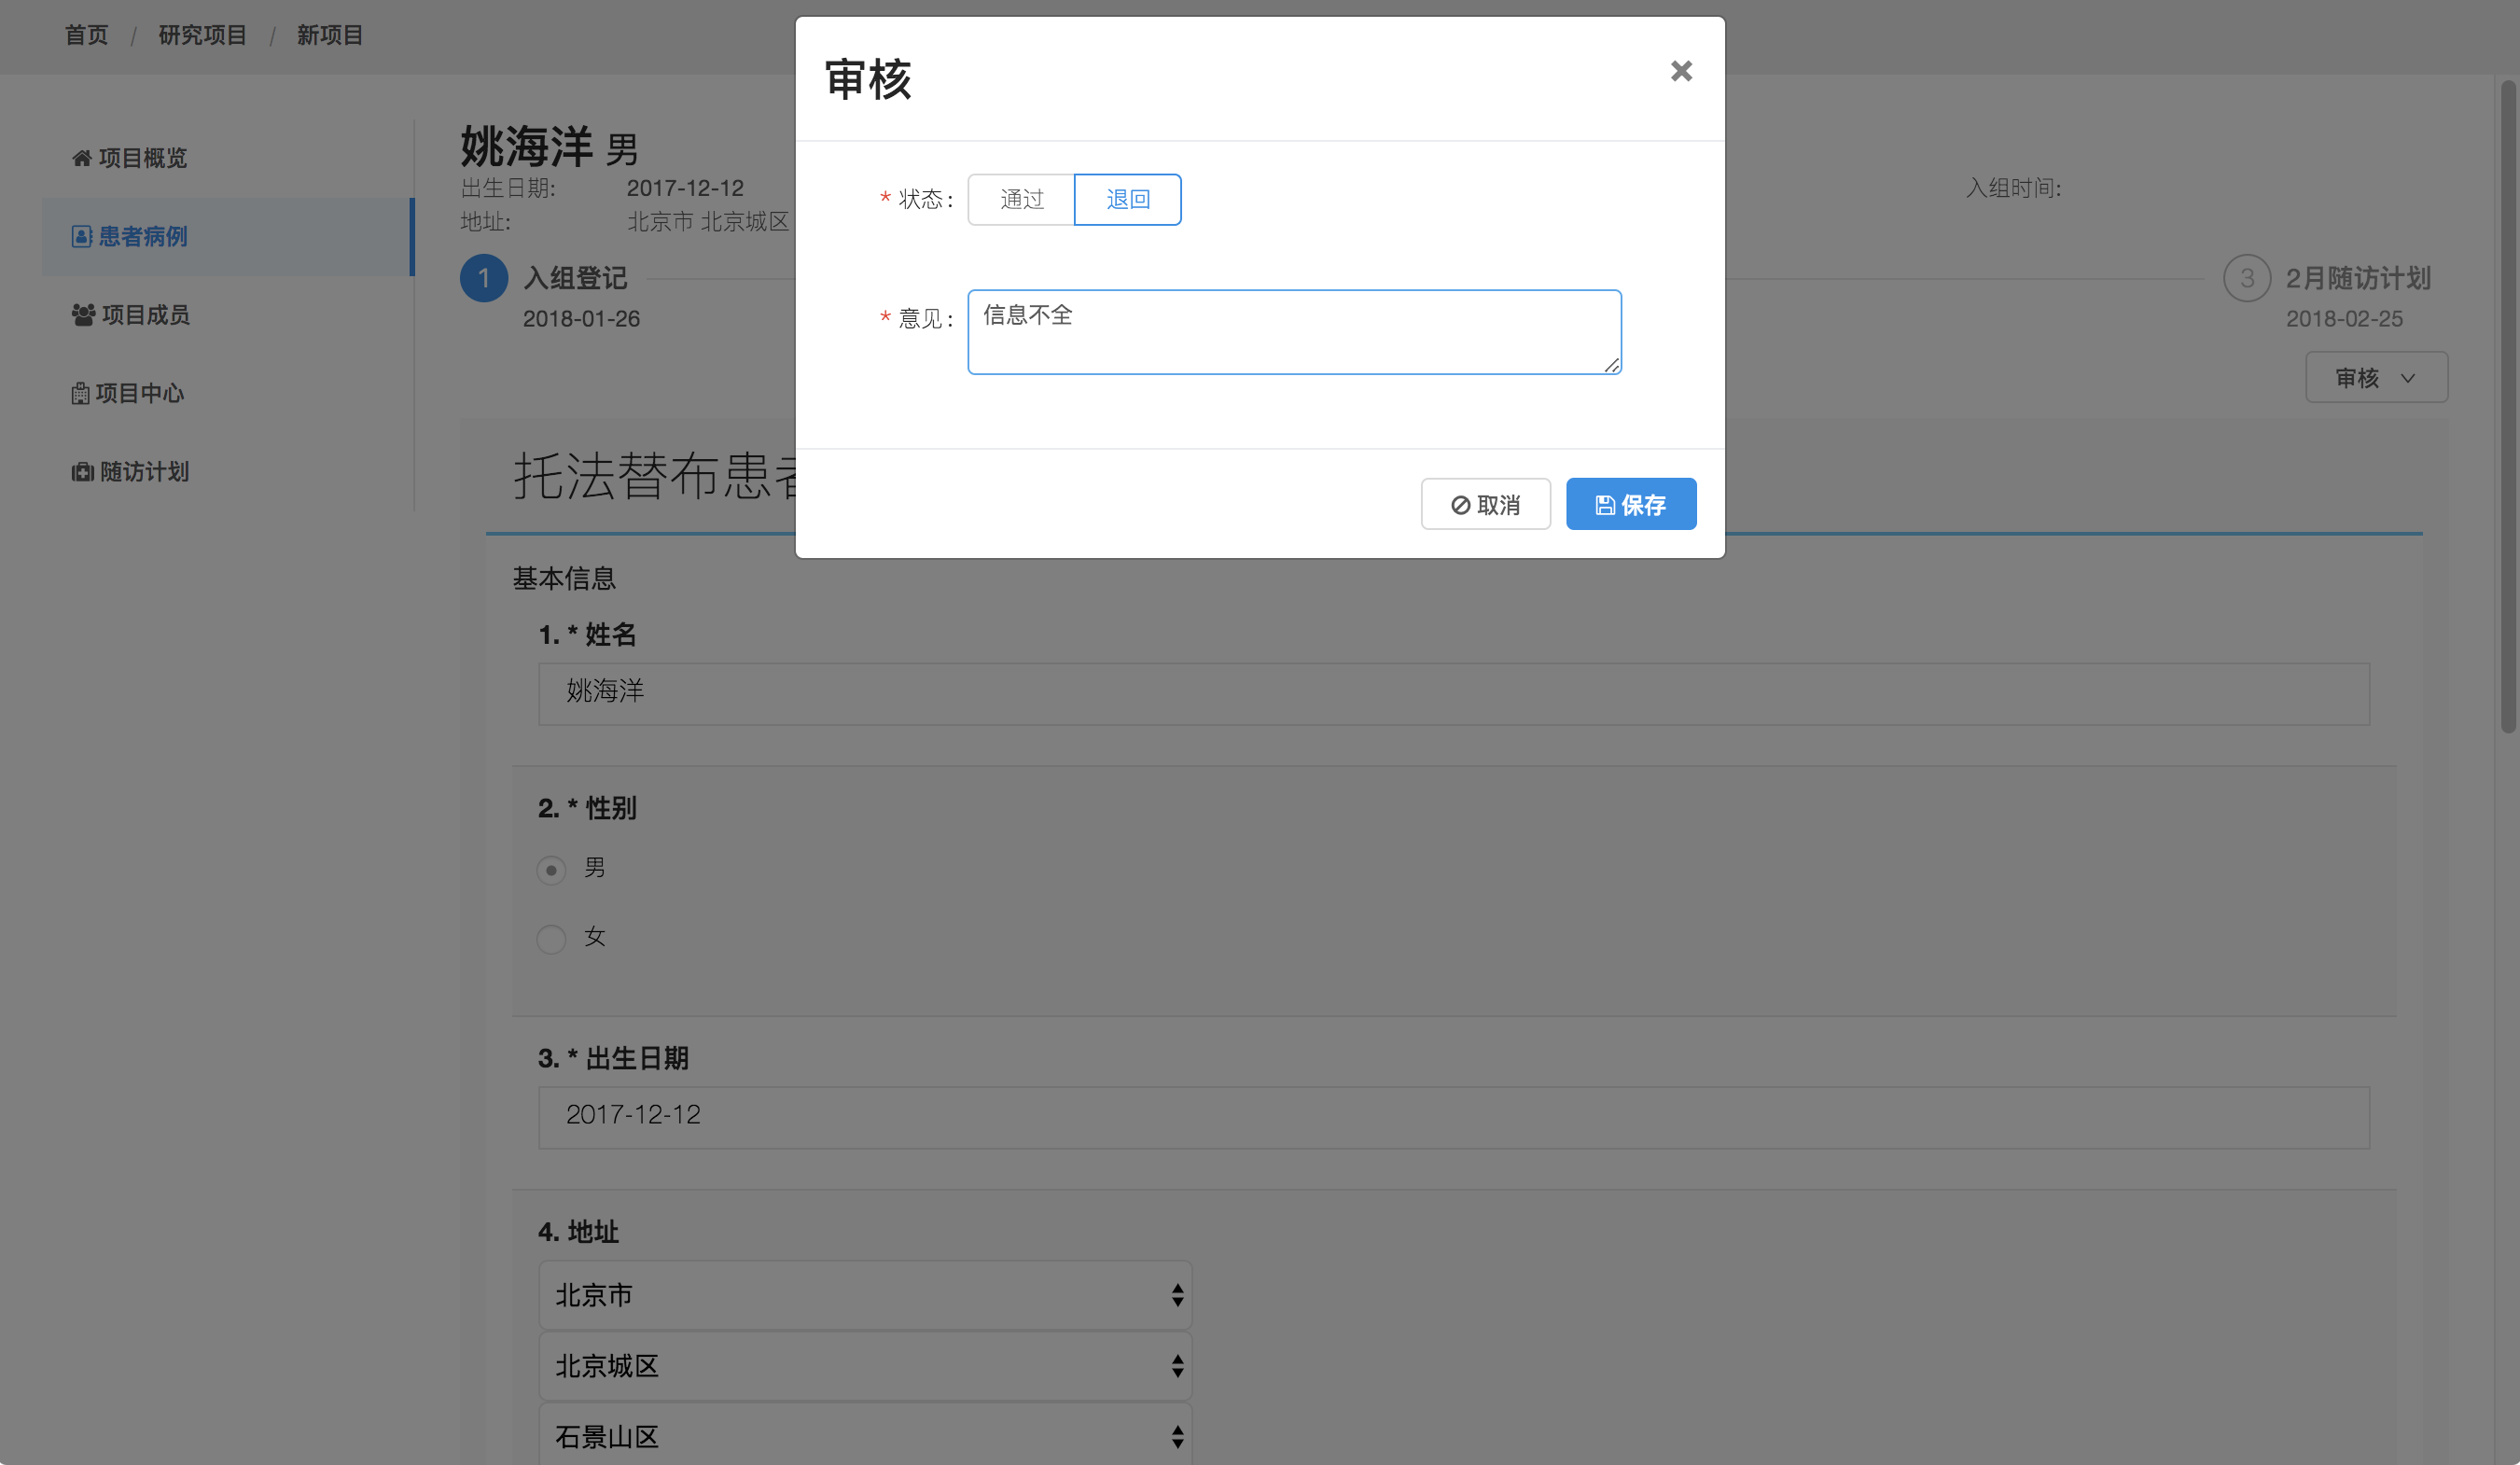 首页 / 研究项目 / 新项目
审核
项目概览
患者病例
项目成员
项目中心
随访计划
姚海洋 男
出生日期: 2017-12-12
入组时间:
地址: 北京市 北京城区
1 入组登记
2018-01-26
3 2月随访计划
2018-02-25
审核
* 状态: 通过 退回
* 意见: 信息不全
取消 保存
托法替布患
基本信息
1. * 姓名
姚海洋
2. * 性别
男
女
3. * 出生日期
2017-12-12
4. 地址
北京市
北京城区
石景山区